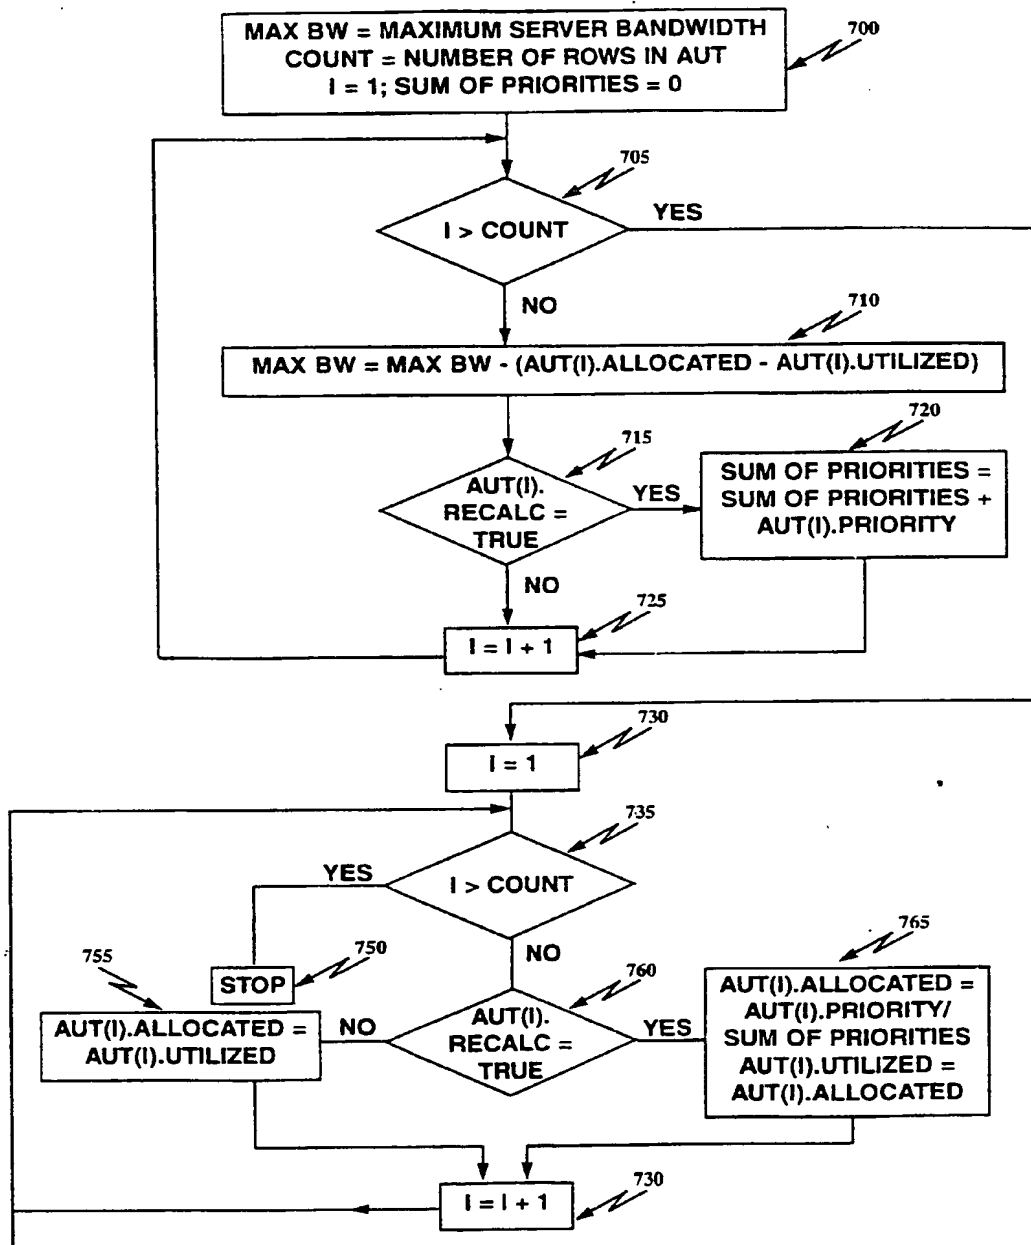 MAX BW = MAXIMUM SERVER BANDWIDTH
COUNT = NUMBER OF ROWS IN AUT
I = 1; SUM OF PRIORITIES = 0
700
705
I > COUNT
YES
NO
710
MAX BW = MAX BW - (AUT(I).ALLOCATED - AUT(I).UTILIZED)
715
AUT(I).
RECALC =
TRUE
YES
720
SUM OF PRIORITIES =
SUM OF PRIORITIES +
AUT(I).PRIORITY
NO
725
I = I + 1
730
I = 1
735
I > COUNT
YES
NO
750
STOP
755
AUT(I).ALLOCATED =
AUT(I).UTILIZED
NO
760
AUT(I).
RECALC =
TRUE
YES
765
AUT(I).ALLOCATED =
AUT(I).PRIORITY/
SUM OF PRIORITIES
AUT(I).UTILIZED =
AUT(I).ALLOCATED
I = I + 1
730